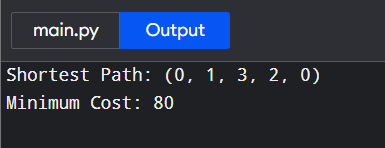 main.py Output
Shortest Path: (0, 1, 3, 2, 0)
Minimum Cost: 80